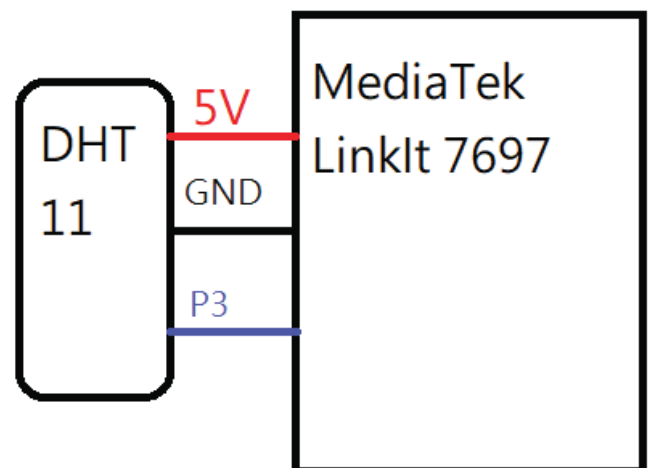 DHT
11
5V
GND
P3
MediaTek
LinkIt 7697